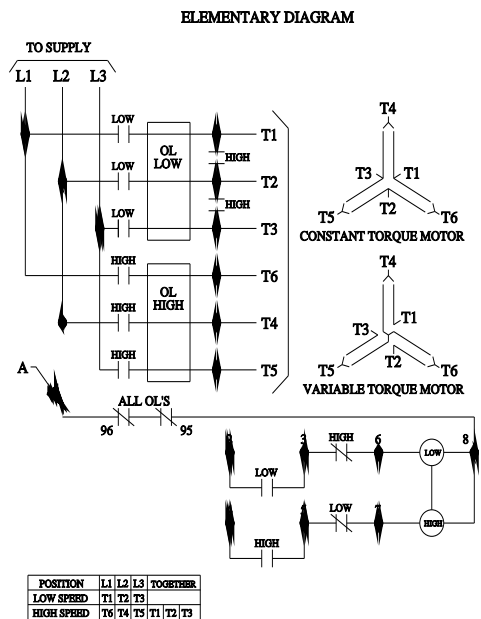 ELEMENTARY DIAGRAM
TO SUPPLY
L1 L2 L3
LOW
OL
LOW
T1
HIGH
LOW
T2
HIGH
LOW
T3
HIGH
OL
HIGH
T6
HIGH
T4
HIGH
T5
T4
T3 T1
T2
T5 T6
CONSTANT TORQUE MOTOR
T4
T1
T3
T2
T5 T6
VARIABLE TORQUE MOTOR
A
ALL OL'S
96 95
3 HIGH 6 LOW 8
LOW
LOW HIGH
HIGH
POSITION L1 L2 L3 TOGETHER
LOW SPEED T1 T2 T3
HIGH SPEED T6 T4 T5 T1 T2 T3